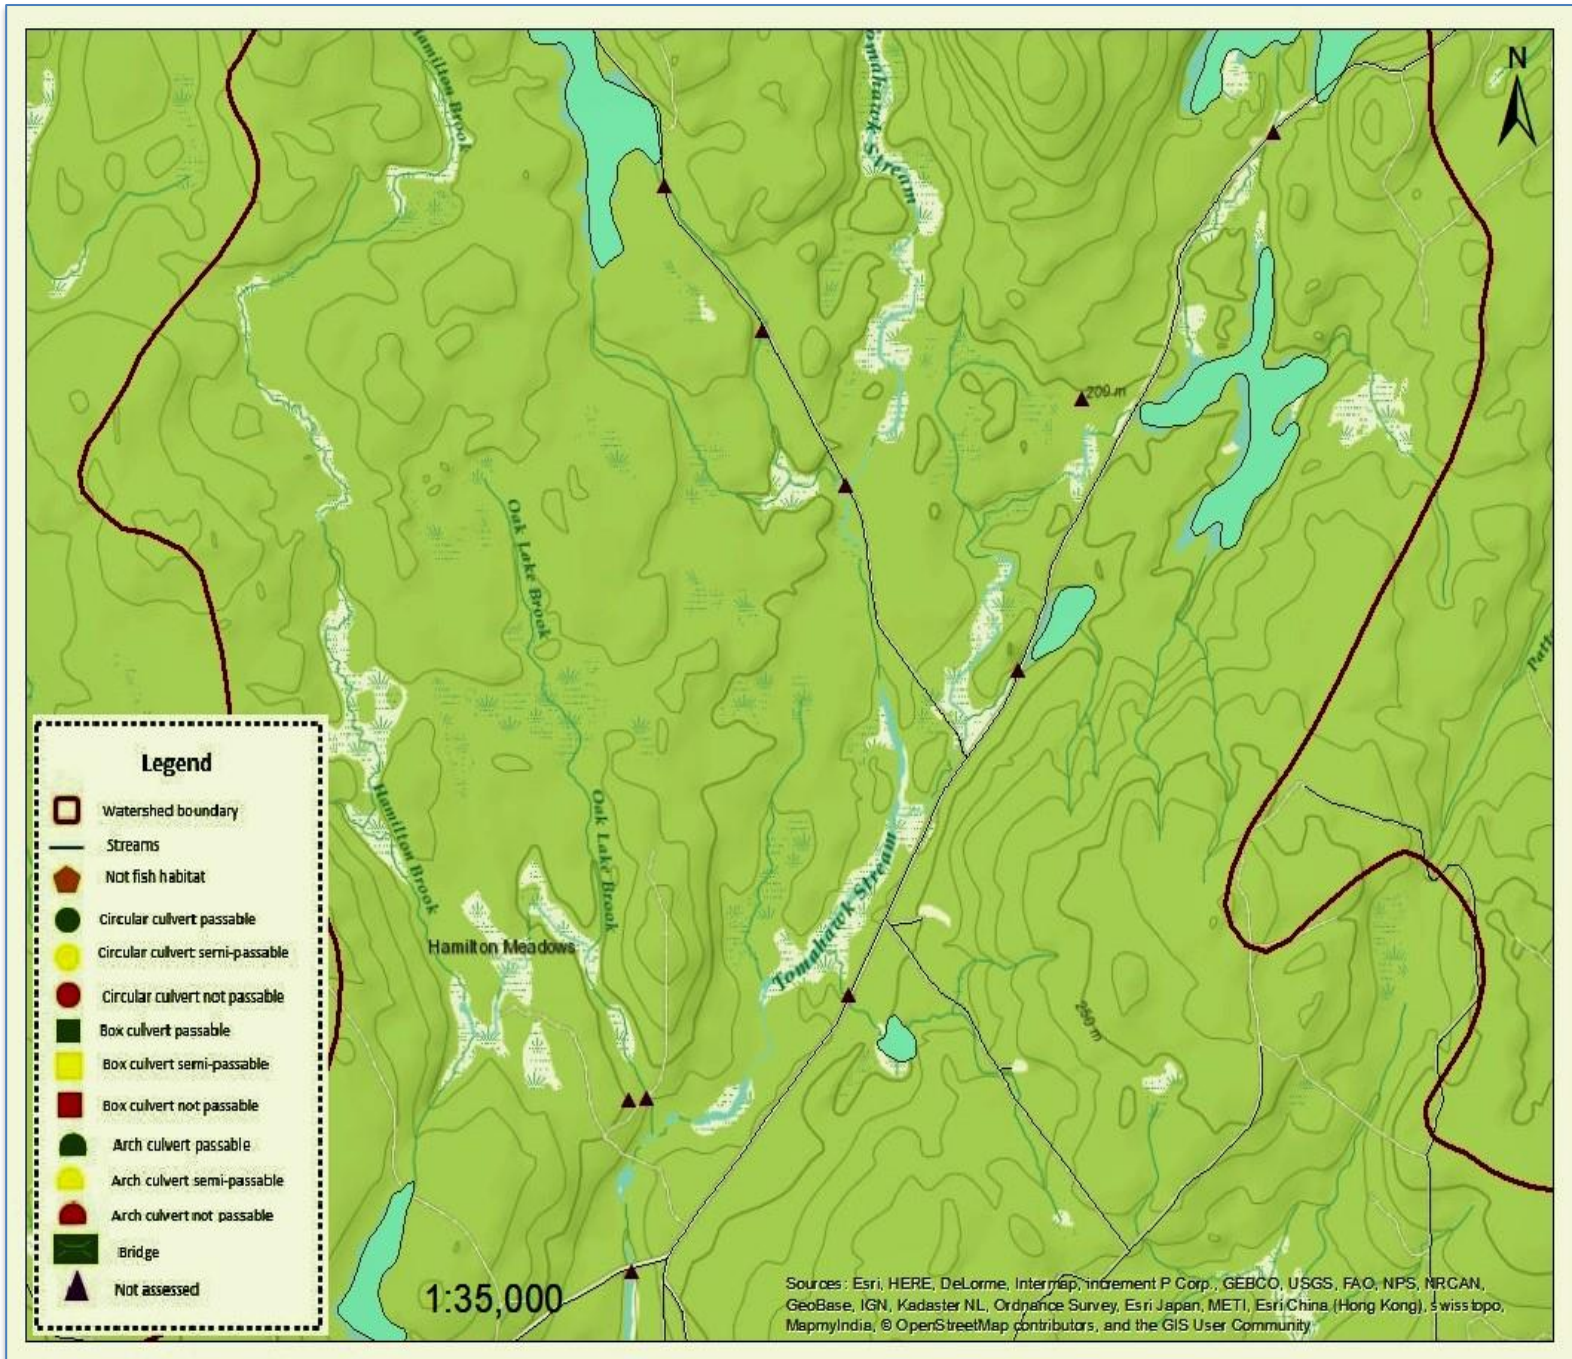 Hamilton Brook
Tomahawk Stream
N
209 m
Oak Lake Brook
Hamilton Brook
Oak Lake Brook
Tomahawk Stream
Hamilton Meadows
Legend
Watershed boundary
Streams
Not fish habitat
Circular culvert passable
Circular culvert semi-passable
Circular culvert not passable
Box culvert passable
Box culvert semi-passable
Box culvert not passable
Arch culvert passable
Arch culvert semi-passable
Arch culvert not passable
Bridge
Not assessed
1:35,000
Sources: Esri, HERE, DeLorme, Intermap, increment P Corp., GEBCO, USGS, FAO, NPS, NRCAN,
GeoBase, IGN, Kadaster NL, Ordnance Survey, Esri Japan, METI, Esri China (Hong Kong), swisstopo,
MapmyIndia, © OpenStreetMap contributors, and the GIS User Community